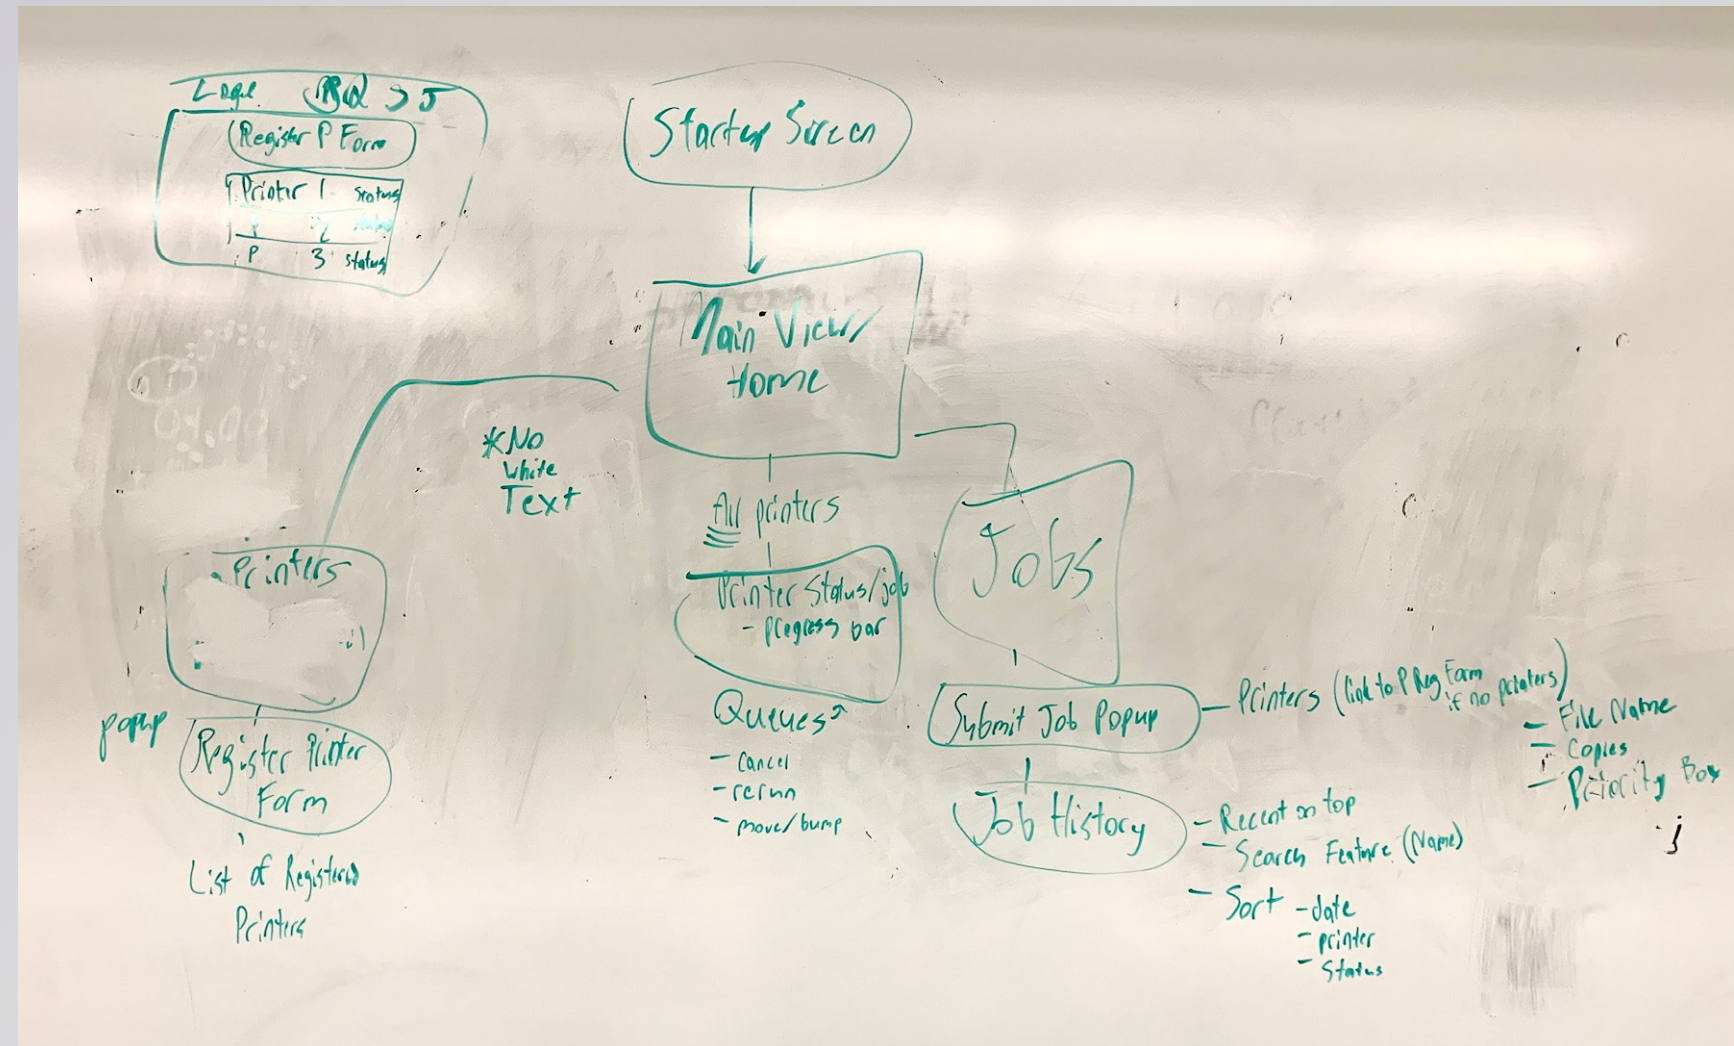 Register P Form
Printer 1 status
2
P 3 status
Startup Screen
Main View/
Home
*No
white
Text
All printers
Printers
Printer Status/job
- progress bar
Jobs
popup
Register Printer
Form
List of Registered
Printers
Queues
- cancel
- rerun
- move/bump
Submit Job Popup
- Printers (link to P Reg Form
if no printers)
- File Name
- Copies
- Priority Box
Job History
- Recent on top
- Search Feature (Name)
- Sort - date
- printer
- status